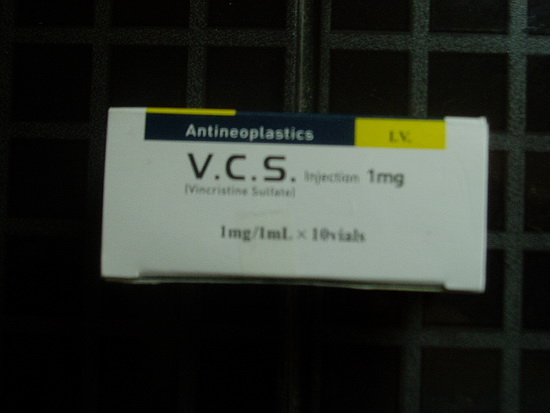 Antineoplastics I.V.
V.C.S. Injection 1mg
(Vincristine Sulfate)
1mg/1mL × 10vials